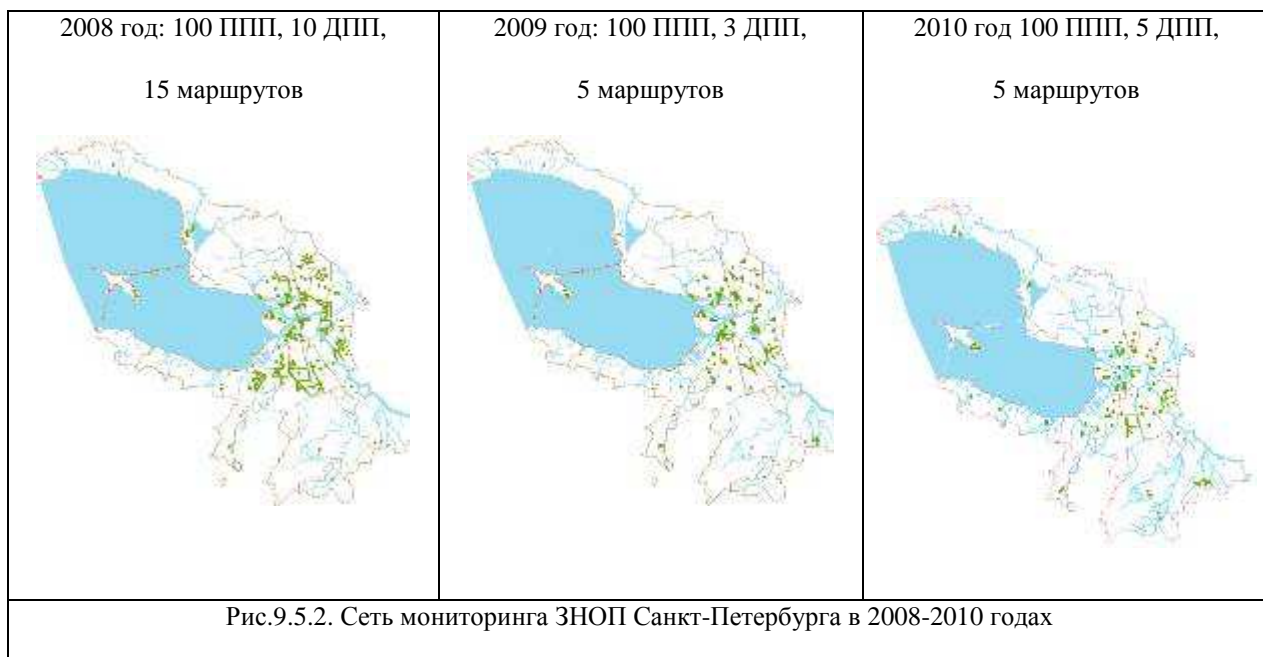 2008 год: 100 ППП, 10 ДПП,
15 маршрутов
2009 год: 100 ППП, 3 ДПП,
5 маршрутов
2010 год 100 ППП, 5 ДПП,
5 маршрутов
Рис.9.5.2. Сеть мониторинга ЗНОП Санкт-Петербурга в 2008-2010 годах